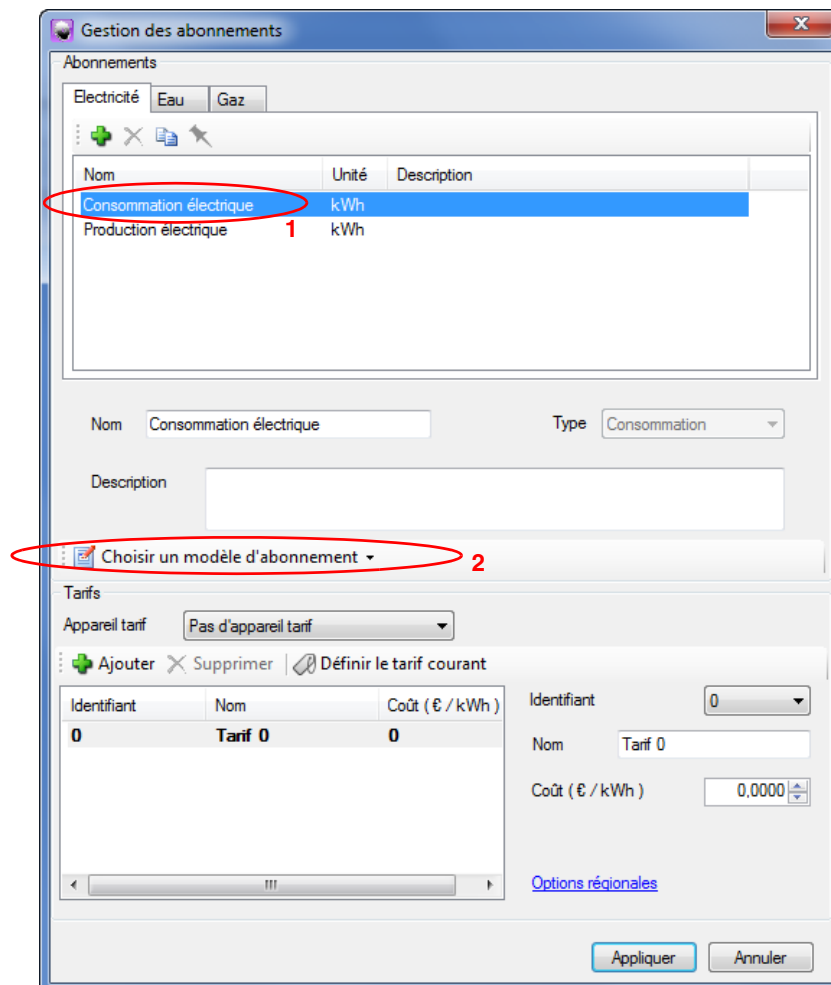 Gestion des abonnements
x
Abonnements
Electricité Eau Gaz
Nom Unité Description
Consommation électrique kWh
Production électrique 1 kWh
Nom Consommation électrique Type Consommation
Description
Choisir un modèle d'abonnement 2
Tarifs
Appareil tarif Pas d'appareil tarif
Ajouter Supprimer Définir le tarif courant
Identifiant Nom Coût ( € / kWh ) Identifiant 0
0 Tarif 0 0
Nom Tarif 0
Coût ( € / kWh ) 0,0000
Options régionales
Appliquer Annuler